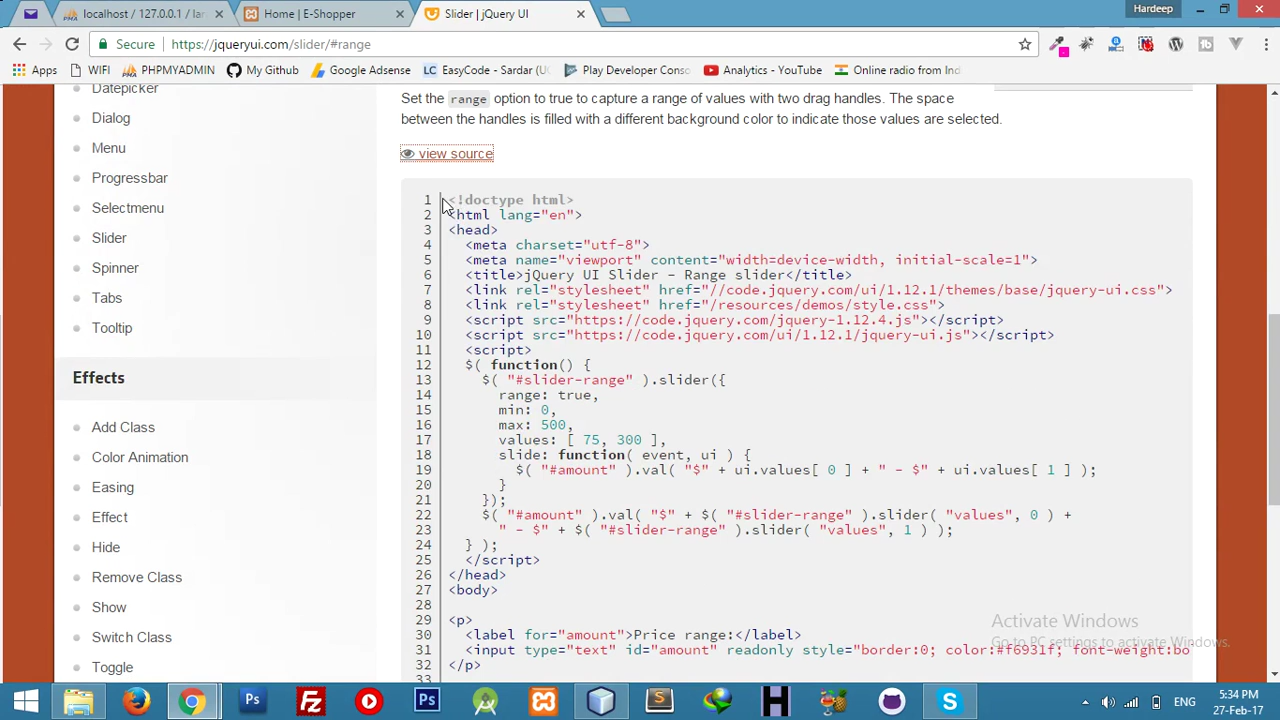 localhost / 127.0.0.1 / lar
Home | E-Shopper
Slider | jQuery UI
Hardeep
Secure
https://jqueryui.com/slider/#range
Apps
WIFI
PHPMYADMIN
My Github
Google Adsense
EasyCode - Sardar (UC
Play Developer Conso
Analytics - YouTube
Online radio from Ind
Datepicker
Dialog
Menu
Progressbar
Selectmenu
Slider
Spinner
Tabs
Tooltip
Effects
Add Class
Color Animation
Easing
Effect
Hide
Remove Class
Show
Switch Class
Toggle
Set the range option to true to capture a range of values with two drag handles. The space
between the handles is filled with a different background color to indicate those values are selected.
view source
1 <!doctype html>
2 <html lang="en">
3 <head>
4 <meta charset="utf-8">
5 <meta name="viewport" content="width=device-width, initial-scale=1">
6 <title>jQuery UI Slider - Range slider</title>
7 <link rel="stylesheet" href="//code.jquery.com/ui/1.12.1/themes/base/jquery-ui.css">
8 <link rel="stylesheet" href="/resources/demos/style.css">
9 <script src="https://code.jquery.com/jquery-1.12.4.js"></script>
10 <script src="https://code.jquery.com/ui/1.12.1/jquery-ui.js"></script>
11 <script>
12 $( function() {
13 $( "#slider-range" ).slider({
14 range: true,
15 min: 0,
16 max: 500,
17 values: [ 75, 300 ],
18 slide: function( event, ui ) {
19 $( "#amount" ).val( "$" + ui.values[ 0 ] + " - $" + ui.values[ 1 ] );
20 }
21 });
22 $( "#amount" ).val( "$" + $( "#slider-range" ).slider( "values", 0 ) +
23 " - $" + $( "#slider-range" ).slider( "values", 1 ) );
24 } );
25 </script>
26 </head>
27 <body>
28
29 <p>
30 <label for="amount">Price range:</label>
31 <input type="text" id="amount" readonly style="border:0; color:#f6931f; font-weight:bo
32 </p>
33
Activate Windows
Go to PC settings to activate Windows.
ENG
5:34 PM
27-Feb-17